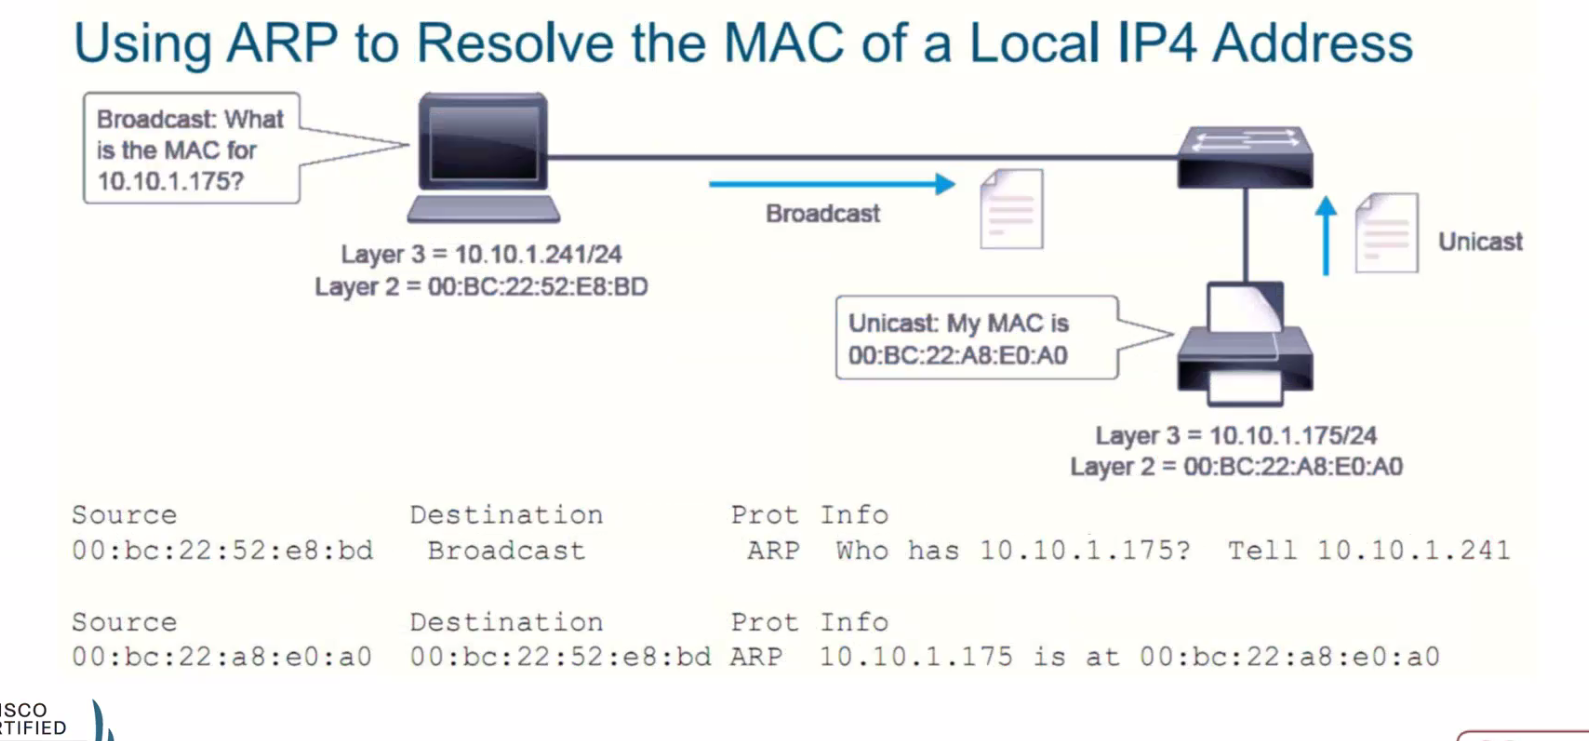 Using ARP to Resolve the MAC of a Local IP4 Address
Broadcast: What
is the MAC for
10.10.1.175?
Broadcast
Unicast
Layer 3 = 10.10.1.241/24
Layer 2 = 00:BC:22:52:E8:BD
Unicast: My MAC is
00:BC:22:A8:E0:A0
Layer 3 = 10.10.1.175/24
Layer 2 = 00:BC:22:A8:E0:A0
Source Destination Prot Info
00:bc:22:52:e8:bd Broadcast ARP Who has 10.10.1.175? Tell 10.10.1.241
Source Destination Prot Info
00:bc:22:a8:e0:a0 00:bc:22:52:e8:bd ARP 10.10.1.175 is at 00:bc:22:a8:e0:a0
ISCO
RTIFIED